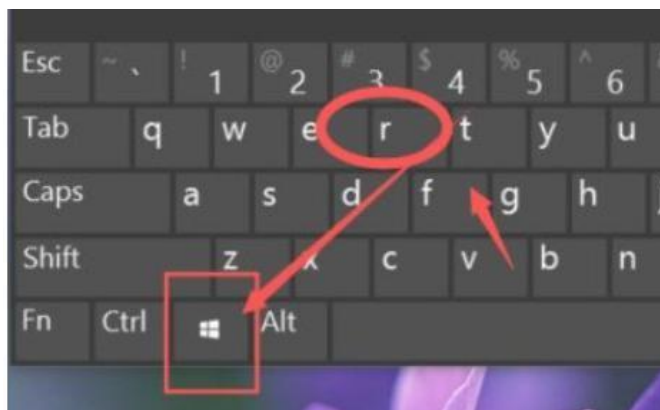 Esc ~ ` ! 1 @ 2 # 3 $ 4 % 5 ^ 6
Tab q w e r t y u
Caps a s d f g h
Shift z x c v b n
Fn Ctrl Alt